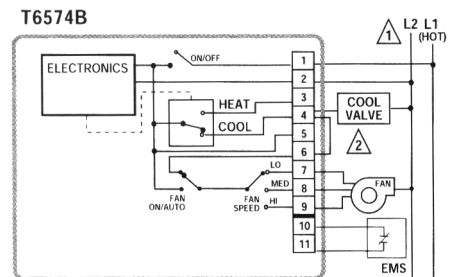 T6574B
L2 L1
(HOT)
1
ON/OFF
ELECTRONICS
HEAT
COOL
1
2
3
4
5
6
7
8
9
10
11
COOL
VALVE
2
LO
MED
HI
FAN
ON/AUTO
FAN
SPEED
FAN
EMS